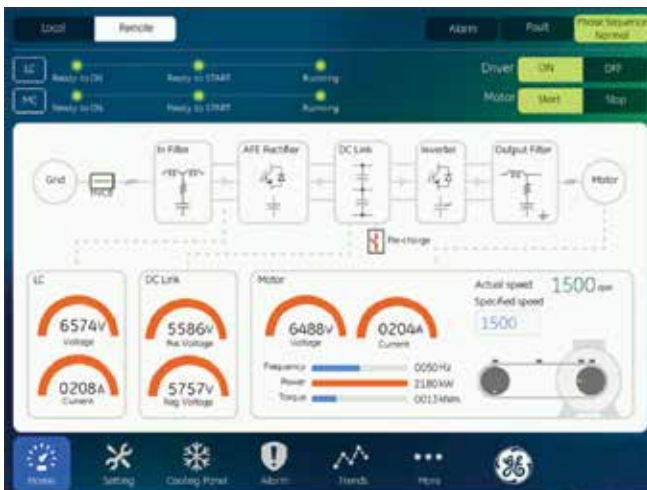 Local
Remote
Alarm
Fault
Phase Sequence
Normal
LC
Ready to ON
Ready to START
Running
Driver
ON
OFF
MC
Ready to ON
Ready to START
Running
Motor
Start
Stop
In Filter
AFE Rectifier
DC Link
Inverter
Output Filter
Grid
Motor
Pre-charge
LC
6574V
Voltage
0208A
Current
DC Link
5586V
Pos Voltage
5757V
Neg Voltage
Motor
6488V
Voltage
0204A
Current
Frequency
0050Hz
Power
2180kW
Torque
0013kNm
Actual speed
1500 rpm
Specified speed
1500
Home
Setting
Cooling Panel
Alarm
Trends
More